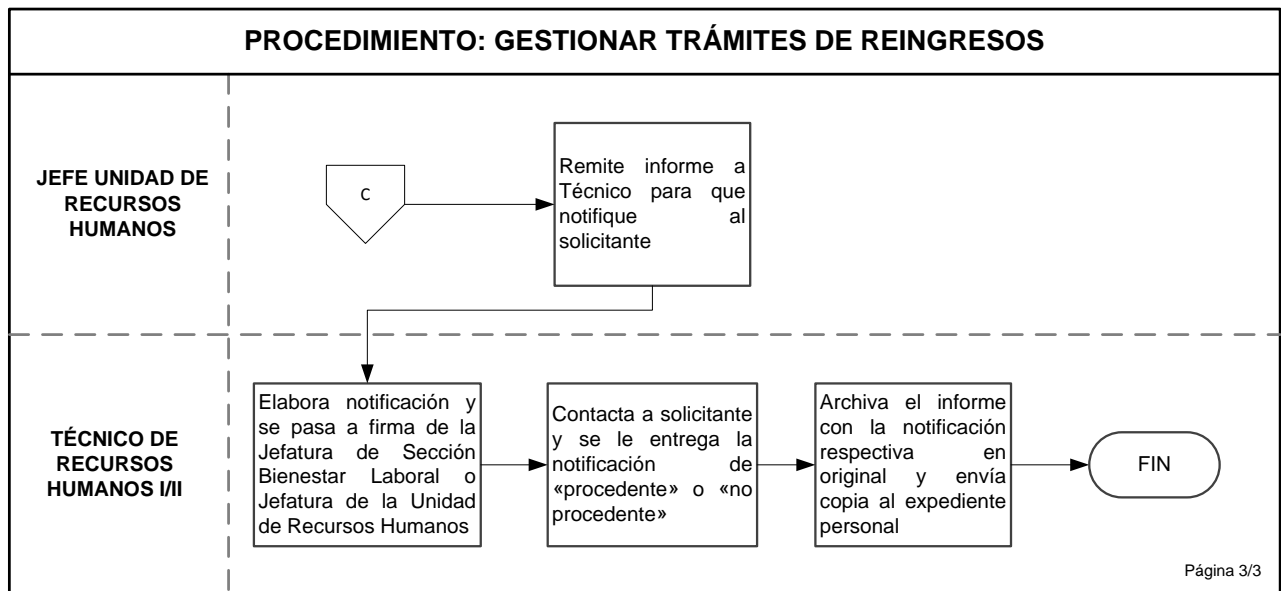 PROCEDIMIENTO: GESTIONAR TRÁMITES DE REINGRESOS
JEFE UNIDAD DE
RECURSOS
HUMANOS
C
Remite informe a
Técnico para que
notifique al
solicitante
TÉCNICO DE
RECURSOS
HUMANOS I/II
Elabora notificación y
se pasa a firma de la
Jefatura de Sección
Bienestar Laboral o
Jefatura de la Unidad
de Recursos Humanos
Contacta a solicitante
y se le entrega la
notificación de
«procedente» o «no
procedente»
Archiva el informe
con la notificación
respectiva en
original y envía
copia al expediente
personal
FIN
Página 3/3